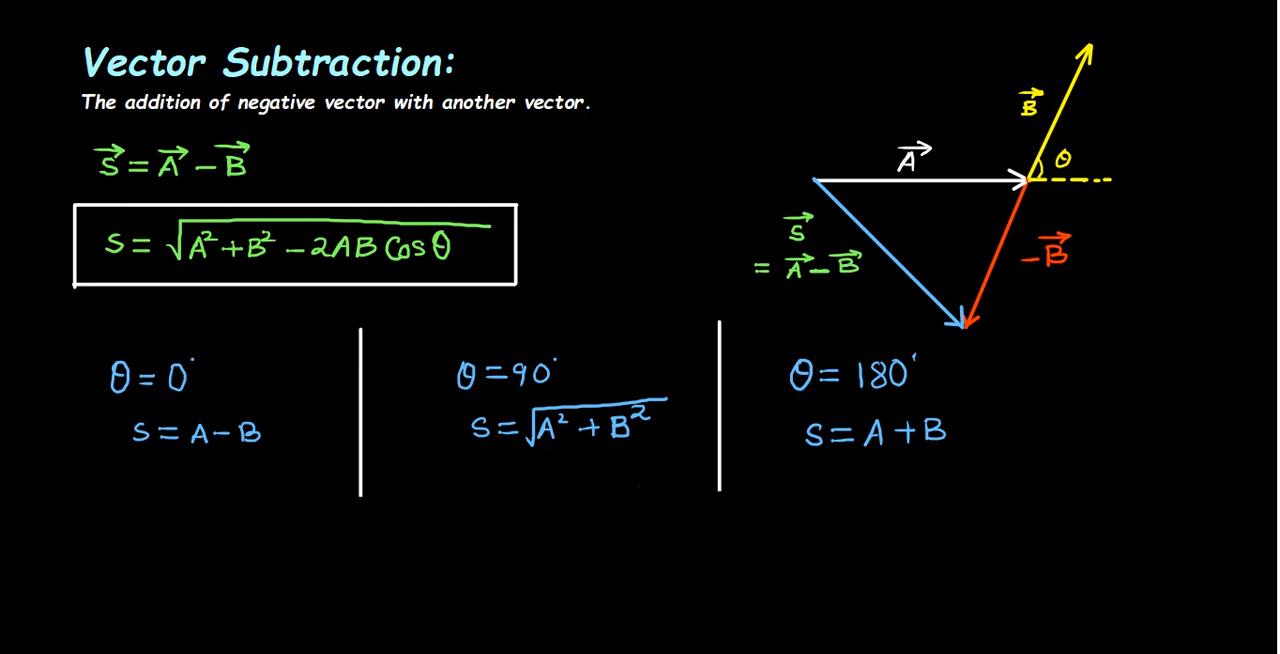 Vector Subtraction:
The addition of negative vector with another vector.
S⃗ = A⃗ − B⃗
S = √(A² + B² − 2AB Cos θ)
A⃗
B⃗
θ
S⃗
= A⃗ − B⃗
−B⃗
θ = 0°
S = A − B
θ = 90°
S = √(A² + B²)
θ = 180°
S = A + B